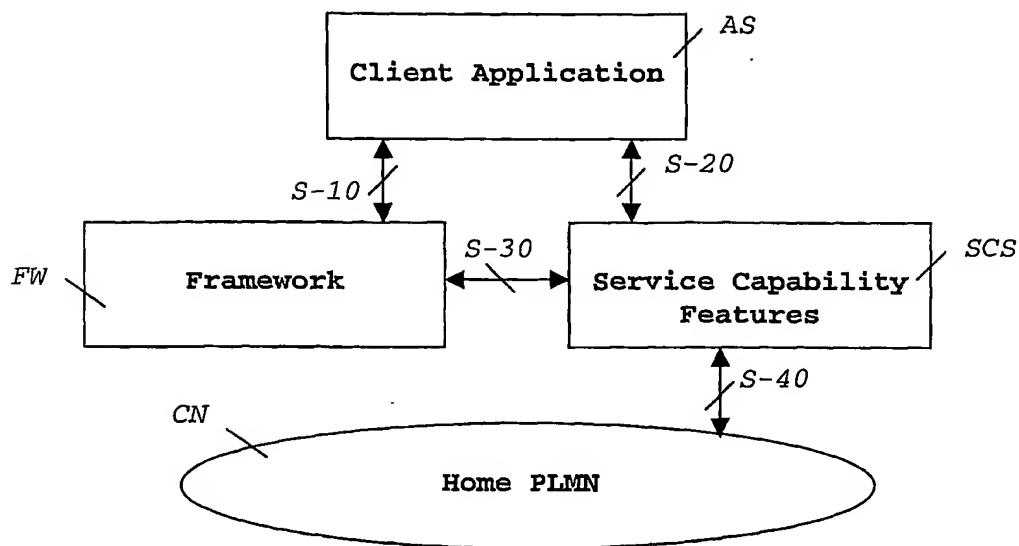 AS
Client Application
S-10
S-20
S-30
FW
Framework
SCS
Service Capability
Features
S-40
CN
Home PLMN